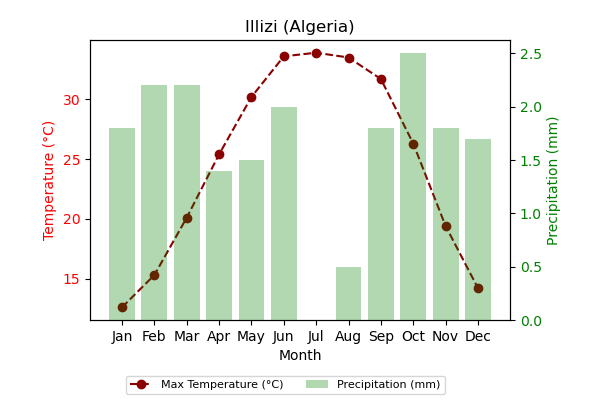 Illizi (Algeria)
Temperature (°C)
30
25
20
15
2.5
2.0
1.5
1.0
0.5
0.0
Precipitation (mm)
Jan Feb Mar Apr May Jun Jul Aug Sep Oct Nov Dec
Month
Max Temperature (°C) Precipitation (mm)